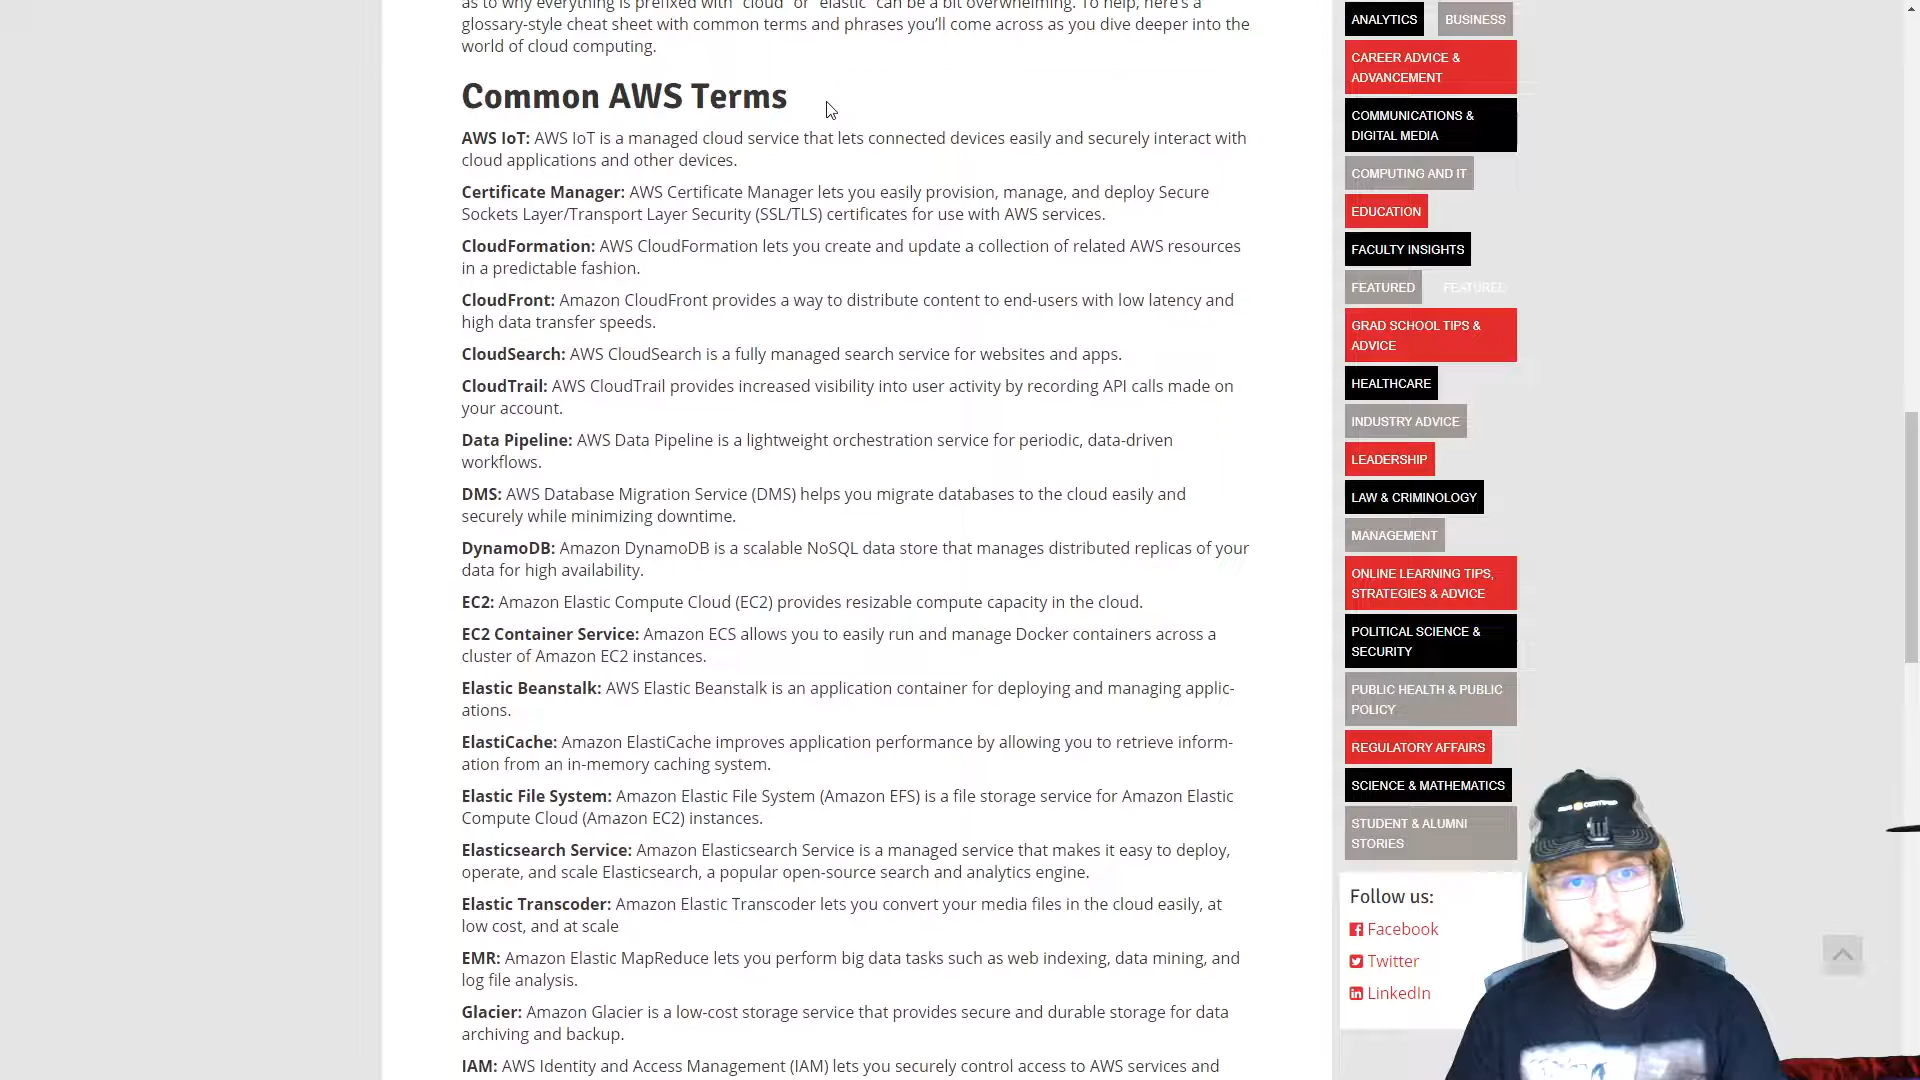 as to why everything is prefixed with "cloud" or "elastic" can be a bit overwhelming. To help, here's a
glossary-style cheat sheet with common terms and phrases you'll come across as you dive deeper into the
world of cloud computing.
Common AWS Terms
AWS IoT: AWS IoT is a managed cloud service that lets connected devices easily and securely interact with
cloud applications and other devices.
Certificate Manager: AWS Certificate Manager lets you easily provision, manage, and deploy Secure
Sockets Layer/Transport Layer Security (SSL/TLS) certificates for use with AWS services.
CloudFormation: AWS CloudFormation lets you create and update a collection of related AWS resources
in a predictable fashion.
CloudFront: Amazon CloudFront provides a way to distribute content to end-users with low latency and
high data transfer speeds.
CloudSearch: AWS CloudSearch is a fully managed search service for websites and apps.
CloudTrail: AWS CloudTrail provides increased visibility into user activity by recording API calls made on
your account.
Data Pipeline: AWS Data Pipeline is a lightweight orchestration service for periodic, data-driven
workflows.
DMS: AWS Database Migration Service (DMS) helps you migrate databases to the cloud easily and
securely while minimizing downtime.
DynamoDB: Amazon DynamoDB is a scalable NoSQL data store that manages distributed replicas of your
data for high availability.
EC2: Amazon Elastic Compute Cloud (EC2) provides resizable compute capacity in the cloud.
EC2 Container Service: Amazon ECS allows you to easily run and manage Docker containers across a
cluster of Amazon EC2 instances.
Elastic Beanstalk: AWS Elastic Beanstalk is an application container for deploying and managing applic-
ations.
ElastiCache: Amazon ElastiCache improves application performance by allowing you to retrieve inform-
ation from an in-memory caching system.
Elastic File System: Amazon Elastic File System (Amazon EFS) is a file storage service for Amazon Elastic
Compute Cloud (Amazon EC2) instances.
Elasticsearch Service: Amazon Elasticsearch Service is a managed service that makes it easy to deploy,
operate, and scale Elasticsearch, a popular open-source search and analytics engine.
Elastic Transcoder: Amazon Elastic Transcoder lets you convert your media files in the cloud easily, at
low cost, and at scale
EMR: Amazon Elastic MapReduce lets you perform big data tasks such as web indexing, data mining, and
log file analysis.
Glacier: Amazon Glacier is a low-cost storage service that provides secure and durable storage for data
archiving and backup.
IAM: AWS Identity and Access Management (IAM) lets you securely control access to AWS services and
ANALYTICS BUSINESS
CAREER ADVICE &
ADVANCEMENT
COMMUNICATIONS &
DIGITAL MEDIA
COMPUTING AND IT
EDUCATION
FACULTY INSIGHTS
FEATURED FEATURED
GRAD SCHOOL TIPS &
ADVICE
HEALTHCARE
INDUSTRY ADVICE
LEADERSHIP
LAW & CRIMINOLOGY
MANAGEMENT
ONLINE LEARNING TIPS,
STRATEGIES & ADVICE
POLITICAL SCIENCE &
SECURITY
PUBLIC HEALTH & PUBLIC
POLICY
REGULATORY AFFAIRS
SCIENCE & MATHEMATICS
STUDENT & ALUMNI
STORIES
Follow us:
Facebook
Twitter
LinkedIn